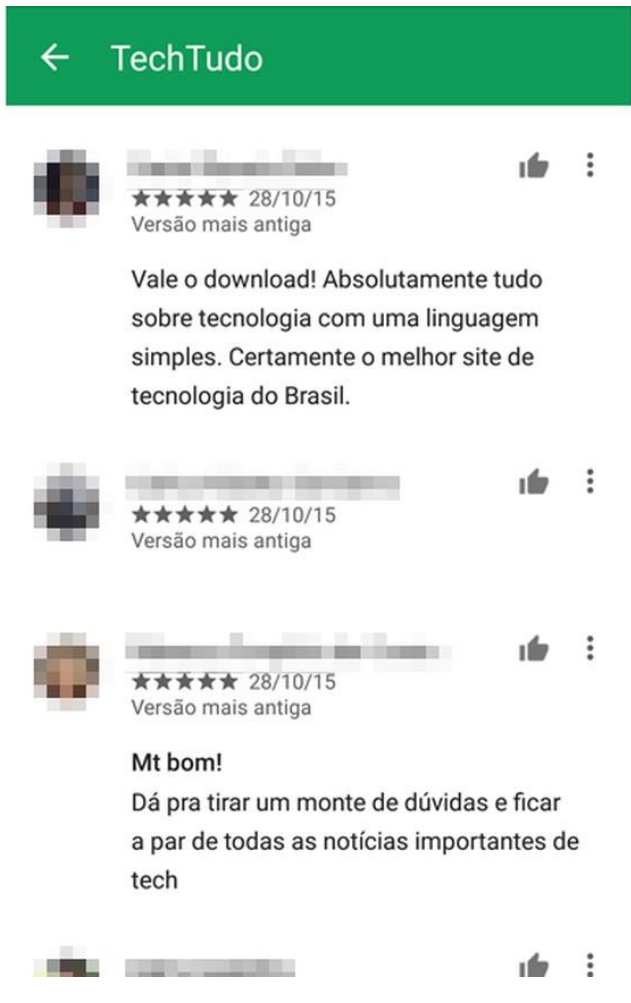 TechTudo
★★★★★ 28/10/15
Versão mais antiga
Vale o download! Absolutamente tudo
sobre tecnologia com uma linguagem
simples. Certamente o melhor site de
tecnologia do Brasil.
★★★★★ 28/10/15
Versão mais antiga
★★★★★ 28/10/15
Versão mais antiga
Mt bom!
Dá pra tirar um monte de dúvidas e ficar
a par de todas as notícias importantes de
tech